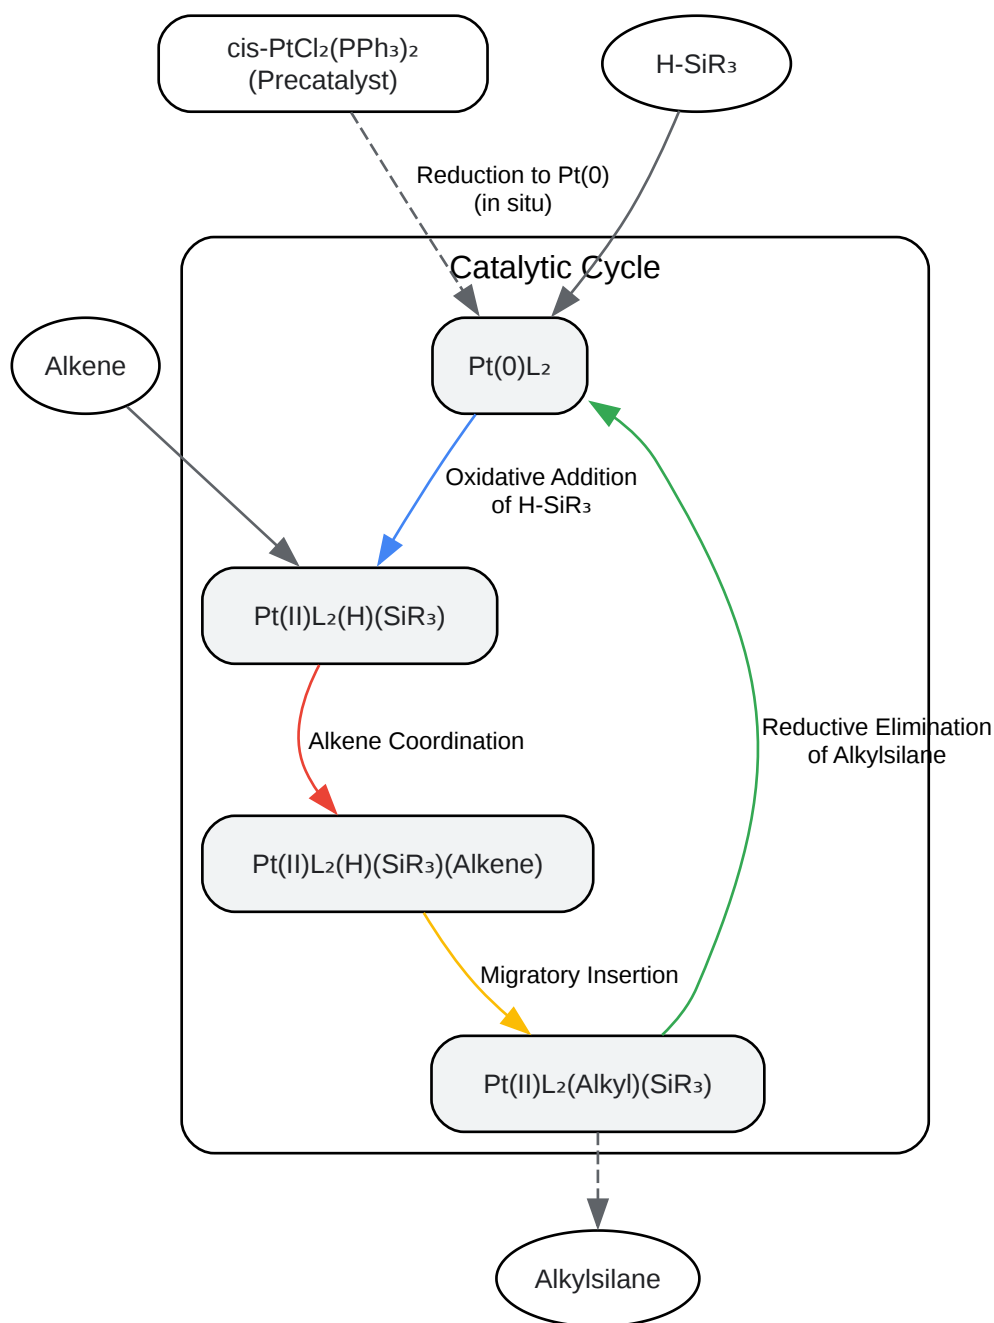 cis-PtCl₂(PPh₃)₂
(Precatalyst)
H-SiR₃
Reduction to Pt(0)
(in situ)
Catalytic Cycle
Alkene
Pt(0)L₂
Oxidative Addition
of H-SiR₃
Pt(II)L₂(H)(SiR₃)
Alkene Coordination
Reductive Elimination
of Alkylsilane
Pt(II)L₂(H)(SiR₃)(Alkene)
Migratory Insertion
Pt(II)L₂(Alkyl)(SiR₃)
Alkylsilane